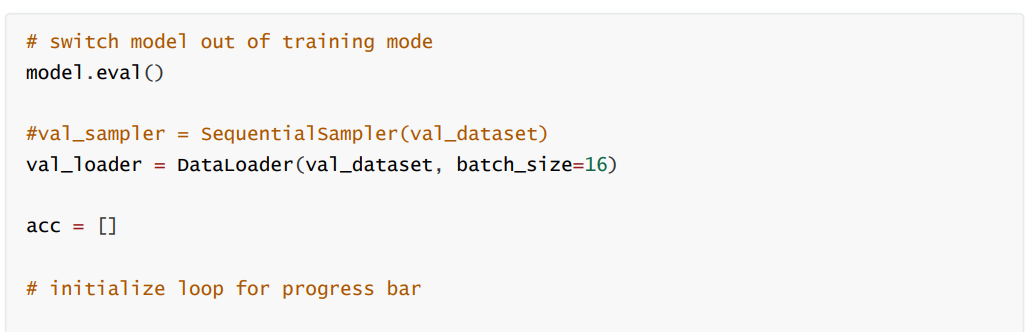 # switch model out of training mode
model.eval()
#val_sampler = SequentialSampler(val_dataset)
val_loader = DataLoader(val_dataset, batch_size=16)
acc = []
# initialize loop for progress bar